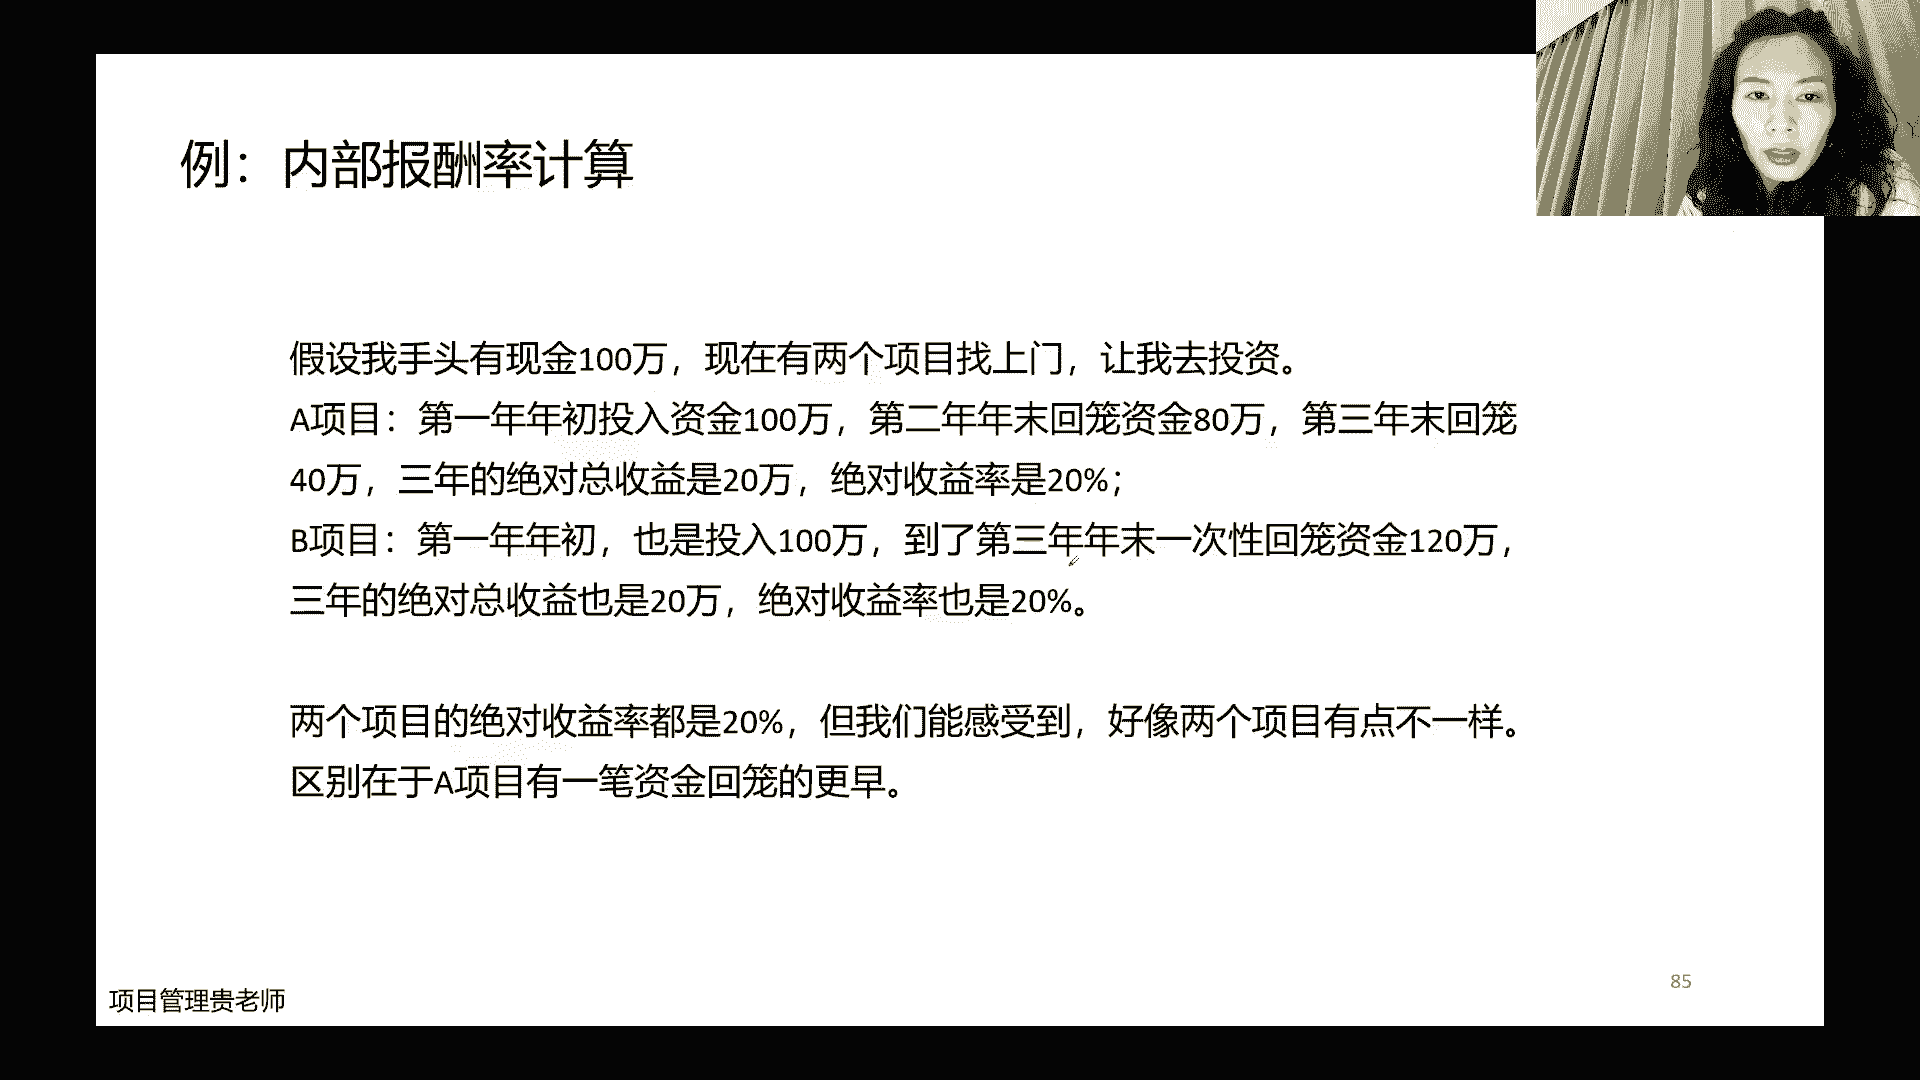 例：内部报酬率计算
假设我手头有现金100万，现在有两个项目找上门，让我去投资。
A项目：第一年年初投入资金100万，第二年年末回笼资金80万，第三年末回笼
40万，三年的绝对总收益是20万，绝对收益率是20%；
B项目：第一年年初，也是投入100万，到了第三年年末一次性回笼资金120万，
三年的绝对总收益也是20万，绝对收益率也是20%。
两个项目的绝对收益率都是20%，但我们能感受到，好像两个项目有点不一样。
区别在于A项目有一笔资金回笼的更早。
85
项目管理贵老师